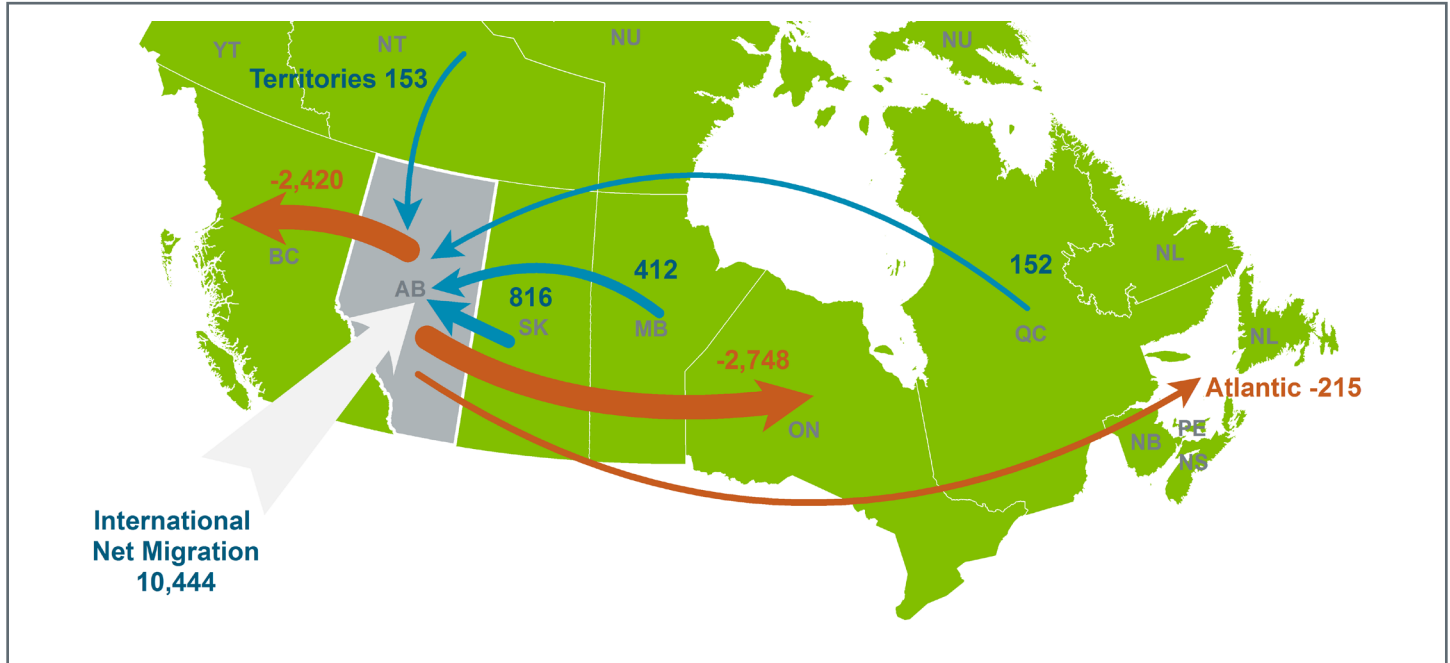 YT
NT
NU
NU
Territories 153
-2,420
BC
AB
816
SK
412
MB
152
QC
NL
NL
-2,748
ON
Atlantic -215
NB
PE
NS
International
Net Migration
10,444